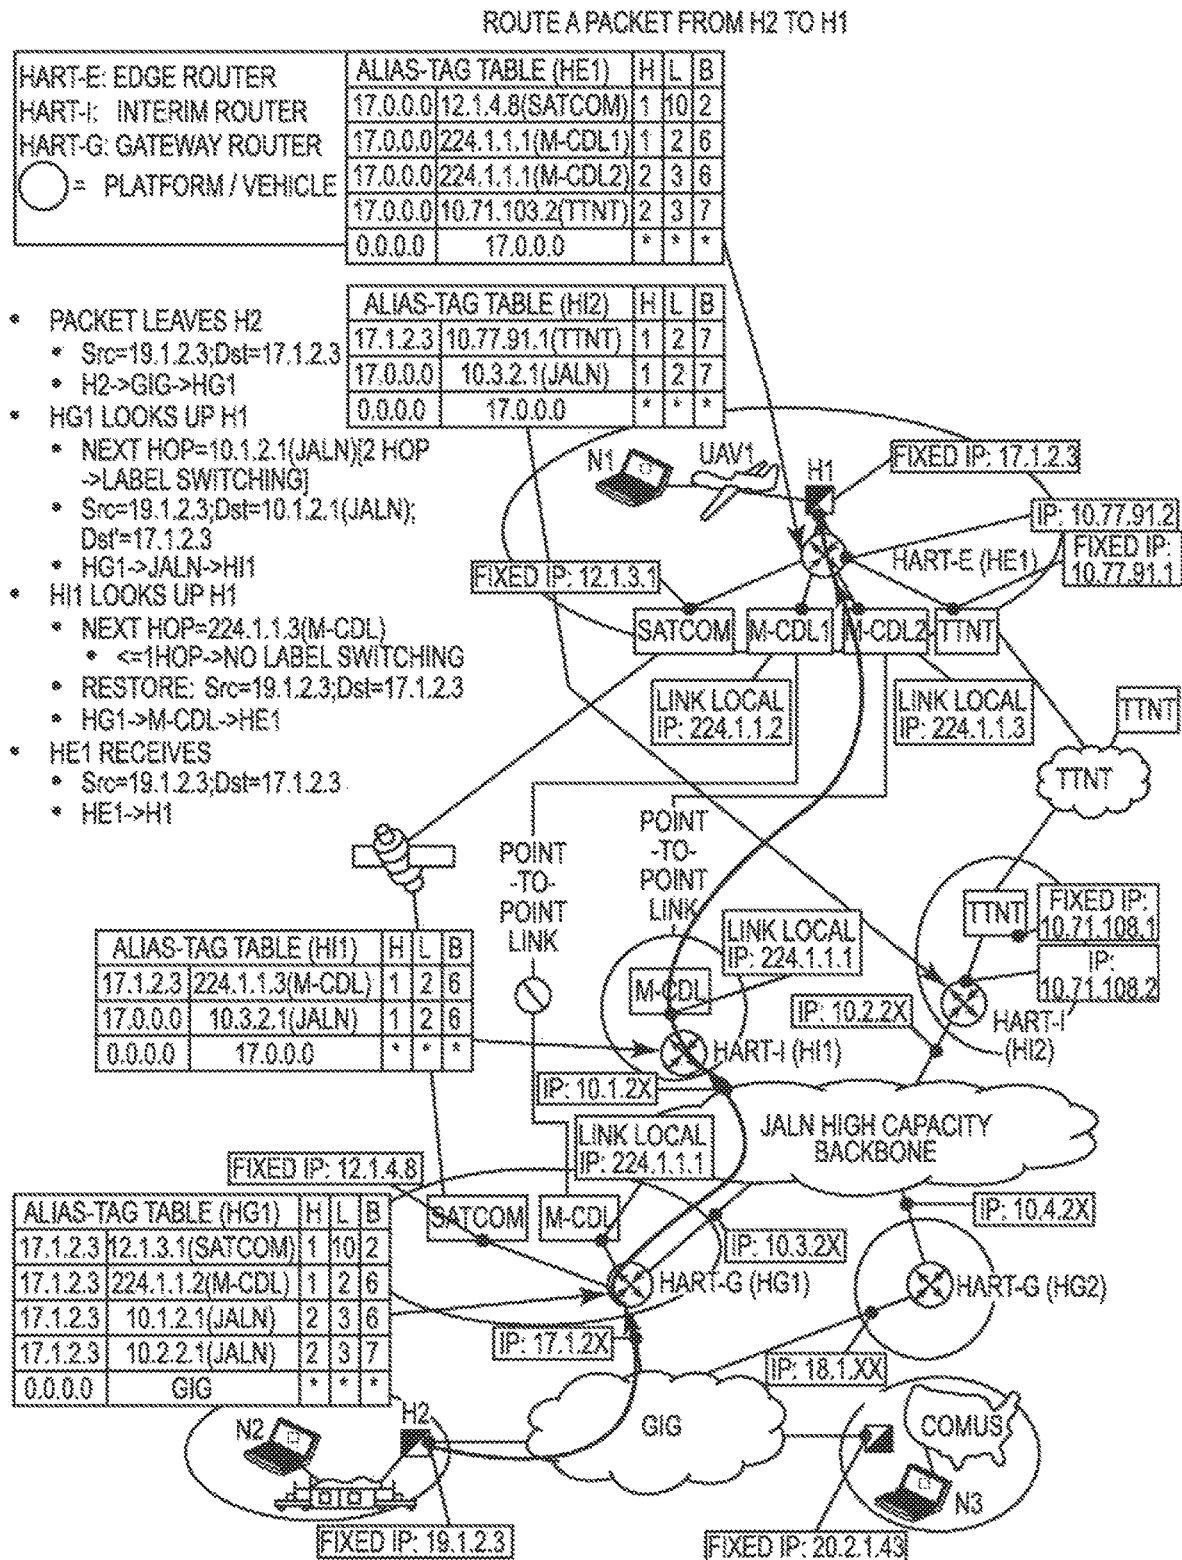 ROUTE A PACKET FROM H2 TO H1
HART-E: EDGE ROUTER
HART-I: INTERIM ROUTER
HART-G: GATEWAY ROUTER
= PLATFORM / VEHICLE
ALIAS-TAG TABLE (HE1) H L B
17.0.0.0 12.1.4.8(SATCOM) 1 10 2
17.0.0.0 224.1.1.1(M-CDL1) 1 2 6
17.0.0.0 224.1.1.1(M-CDL2) 2 3 6
17.0.0.0 10.71.103.2(TTNT) 2 3 7
0.0.0.0 17.0.0.0 * * *
ALIAS-TAG TABLE (HI2) H L B
17.1.2.3 10.77.91.1(TTNT) 1 2 7
17.0.0.0 10.3.2.1(JALN) 1 2 7
0.0.0.0 17.0.0.0 * * *
• PACKET LEAVES H2
• Src=19.1.2.3;Dst=17.1.2.3
• H2->GIG->HG1
• HG1 LOOKS UP H1
• NEXT HOP=10.1.2.1(JALN)[2 HOP
->LABEL SWITCHING]
• Src=19.1.2.3;Dst=10.1.2.1(JALN);
Dst'=17.1.2.3
• HG1->JALN->HI1
• HI1 LOOKS UP H1
• NEXT HOP=224.1.1.3(M-CDL)
• <=1HOP->NO LABEL SWITCHING
• RESTORE: Src=19.1.2.3;Dst=17.1.2.3
• HG1->M-CDL->HE1
• HE1 RECEIVES
• Src=19.1.2.3;Dst=17.1.2.3
• HE1->H1
N1
UAV1
H1
FIXED IP: 17.1.2.3
IP: 10.77.91.2
FIXED IP:
10.77.91.1
HART-E (HE1)
FIXED IP: 12.1.3.1
SATCOM
M-CDL1
M-CDL2
TTNT
LINK LOCAL
IP: 224.1.1.2
LINK LOCAL
IP: 224.1.1.3
TTNT
TTNT
POINT
-TO-
POINT
LINK
POINT
-TO-
POINT
LINK
TTNT
FIXED IP:
10.71.108.1
IP:
10.71.108.2
LINK LOCAL
IP: 224.1.1.1
M-CDL
IP: 10.2.2X
HART-I
(HI2)
HART-I (HI1)
IP: 10.1.2X
ALIAS-TAG TABLE (HI1) H L B
17.1.2.3 224.1.1.3(M-CDL) 1 2 6
17.0.0.0 10.3.2.1(JALN) 1 2 6
0.0.0.0 17.0.0.0 * * *
JALN HIGH CAPACITY
BACKBONE
LINK LOCAL
IP: 224.1.1.1
FIXED IP: 12.1.4.8
SATCOM
M-CDL
IP: 10.3.2X
IP: 10.4.2X
ALIAS-TAG TABLE (HG1) H L B
17.1.2.3 12.1.3.1(SATCOM) 1 10 2
17.1.2.3 224.1.1.2(M-CDL) 1 2 6
17.1.2.3 10.1.2.1(JALN) 2 3 6
17.1.2.3 10.2.2.1(JALN) 2 3 7
0.0.0.0 GIG * * *
HART-G (HG1)
HART-G (HG2)
IP: 17.1.2X
IP: 18.1.XX
N2
H2
GIG
COMUS
N3
FIXED IP: 19.1.2.3
FIXED IP: 20.2.1.43